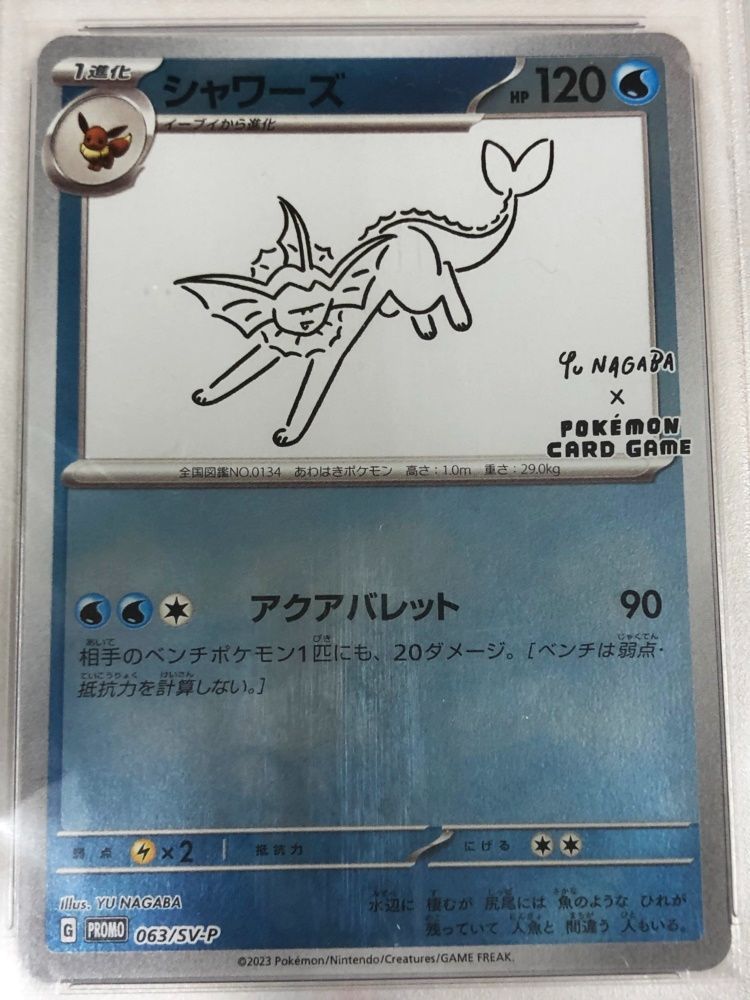 1進化
シャワーズ
HP 120
イーブイから進化
Yu NAGABA
×
POKÉMON
CARD GAME
全国図鑑NO.0134 あわはきポケモン 高さ：1.0m 重さ：29.0kg
アクアバレット 90
相手のベンチポケモン1匹にも、20ダメージ。［ベンチは弱点・
抵抗力を計算しない。］
弱点 ×2 抵抗力 にげる
Illus. YU NAGABA
水辺に 棲むが 尻尾には 魚のような ひれが
残っていて 人魚と 間違う 人もいる。
G PROMO 063/SV-P
©2023 Pokémon/Nintendo/Creatures/GAME FREAK.